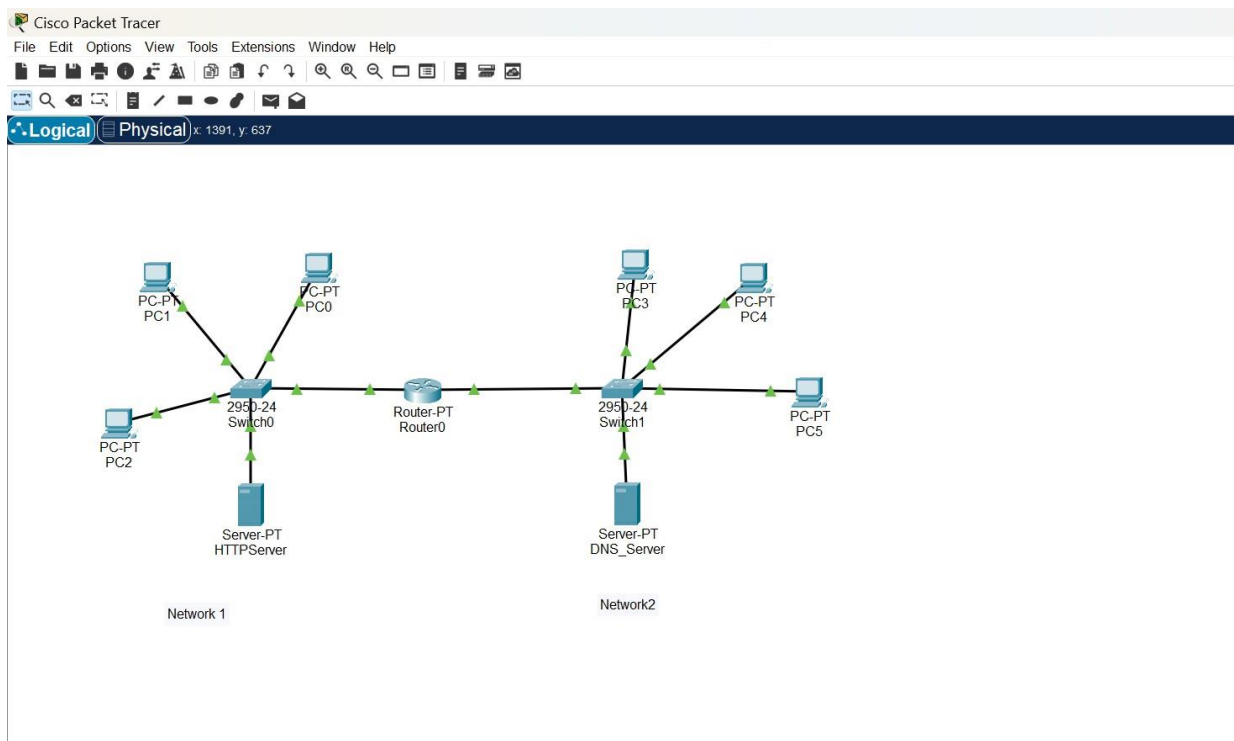 Cisco Packet Tracer
File Edit Options View Tools Extensions Window Help
Logical Physical x: 1391, y: 637
PC-PT
PC1
PC-PT
PC0
PC-PT
PC3
PC-PT
PC4
2950-24
Switch0
Router-PT
Router0
2950-24
Switch1
PC-PT
PC5
PC-PT
PC2
Server-PT
HTTPServer
Server-PT
DNS_Server
Network 1
Network2